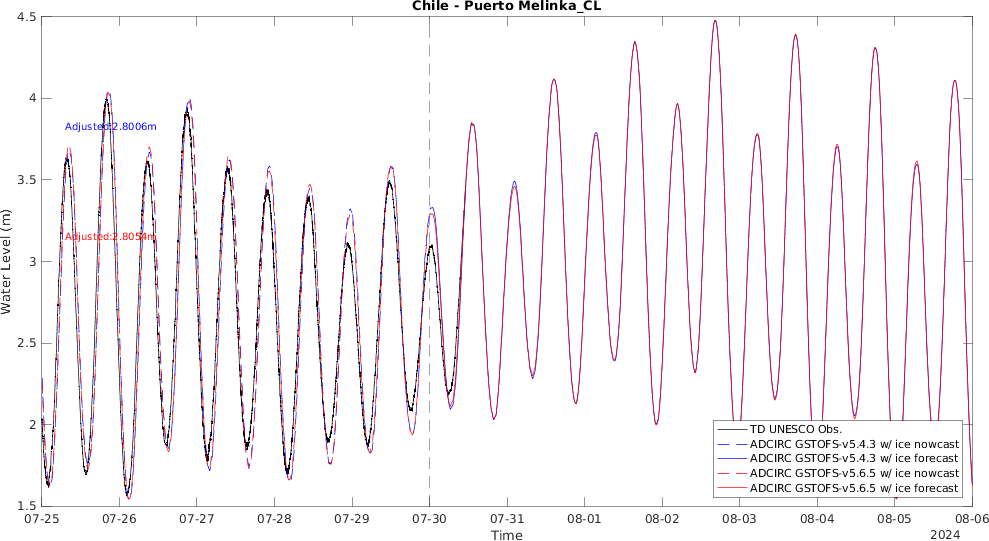 Chile - Puerto Melinka_CL
Water Level (m)
4.5
4
3.5
3
2.5
2
1.5
Adjusted:2.8006m
Adjusted:2.8054m
TD UNESCO Obs.
ADCIRC GSTOFS-v5.4.3 w/ ice nowcast
ADCIRC GSTOFS-v5.4.3 w/ ice forecast
ADCIRC GSTOFS-v5.6.5 w/ ice nowcast
ADCIRC GSTOFS-v5.6.5 w/ ice forecast
07-25 07-26 07-27 07-28 07-29 07-30 07-31 08-01 08-02 08-03 08-04 08-05 08-06
Time
2024